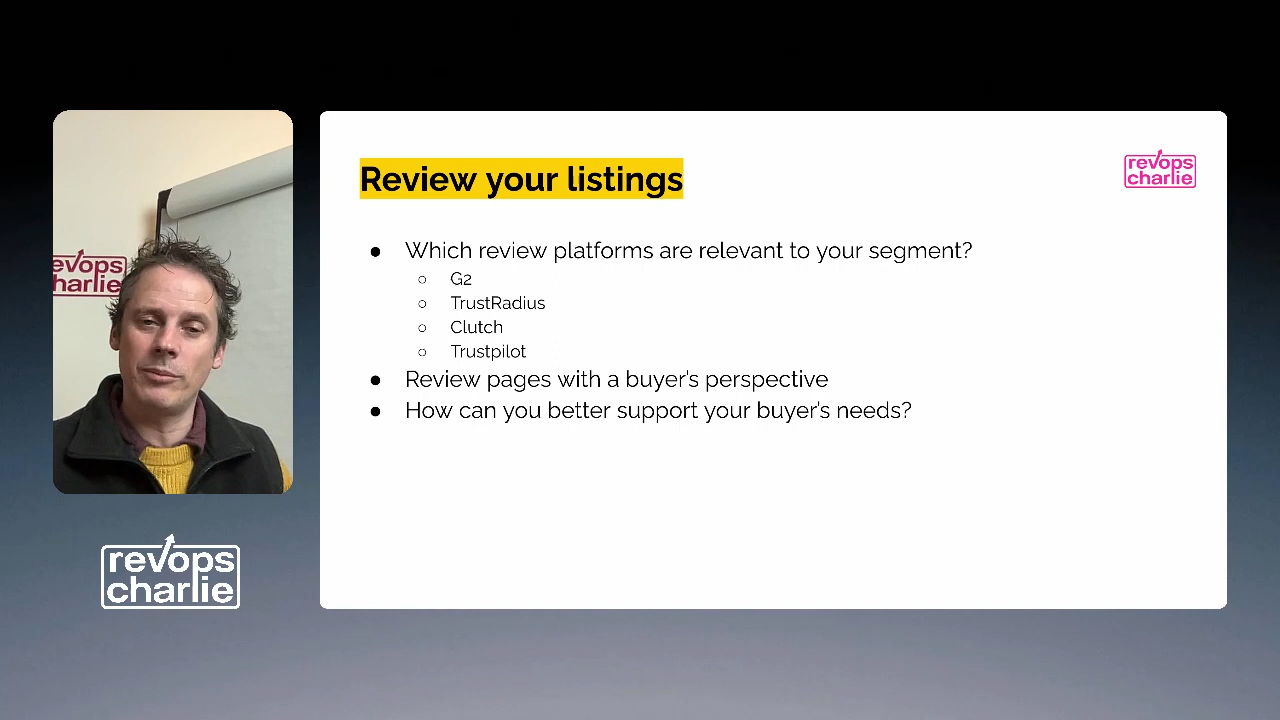 Review your listings
revops
charlie
● Which review platforms are relevant to your segment?
○ G2
○ TrustRadius
○ Clutch
○ Trustpilot
● Review pages with a buyer's perspective
● How can you better support your buyer's needs?
evops
charlie
revops
charlie